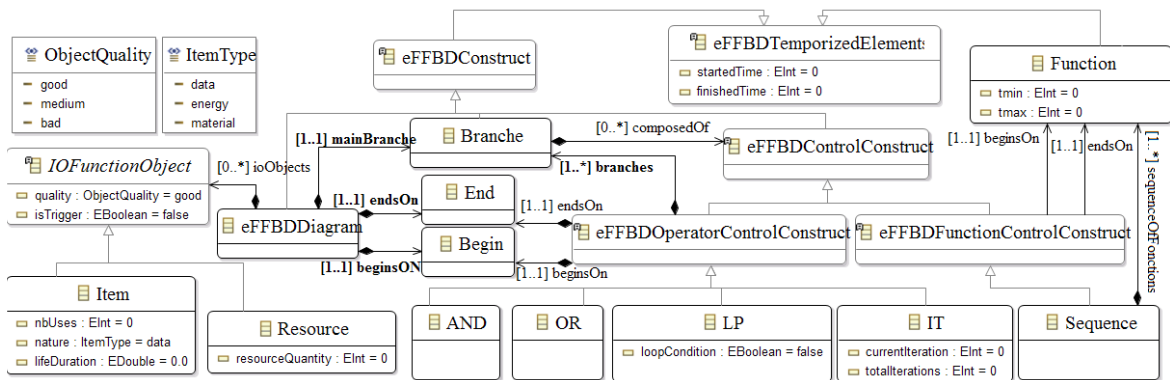 ObjectQuality
good
medium
bad
ItemType
data
energy
material
eFFBDConstruct
eFFBDTemporizedElements
startedTime : EInt = 0
finishedTime : EInt = 0
Function
tmin : EInt = 0
tmax : EInt = 0
[1..1] mainBranche
Branche
[0..*] composedOf
eFFBDControlConstruct
[1..1] beginsOn
[1..1] endsOn
[1..*] sequenceOfFonctions
IOFunctionObject
quality : ObjectQuality = good
isTrigger : EBoolean = false
[0..*] ioObjects
[1..*] branches
eFFBDDiagram
[1..1] endsOn
End
[1..1] endsOn
[1..1] beginsON
Begin
[1..1] beginsOn
eFFBDOperatorControlConstruct
eFFBDFunctionControlConstruct
Item
nbUses : EInt = 0
nature : ItemType = data
lifeDuration : EDouble = 0.0
Resource
resourceQuantity : EInt = 0
AND
OR
LP
loopCondition : EBoolean = false
IT
currentIteration : EInt = 0
totalIterations : EInt = 0
Sequence